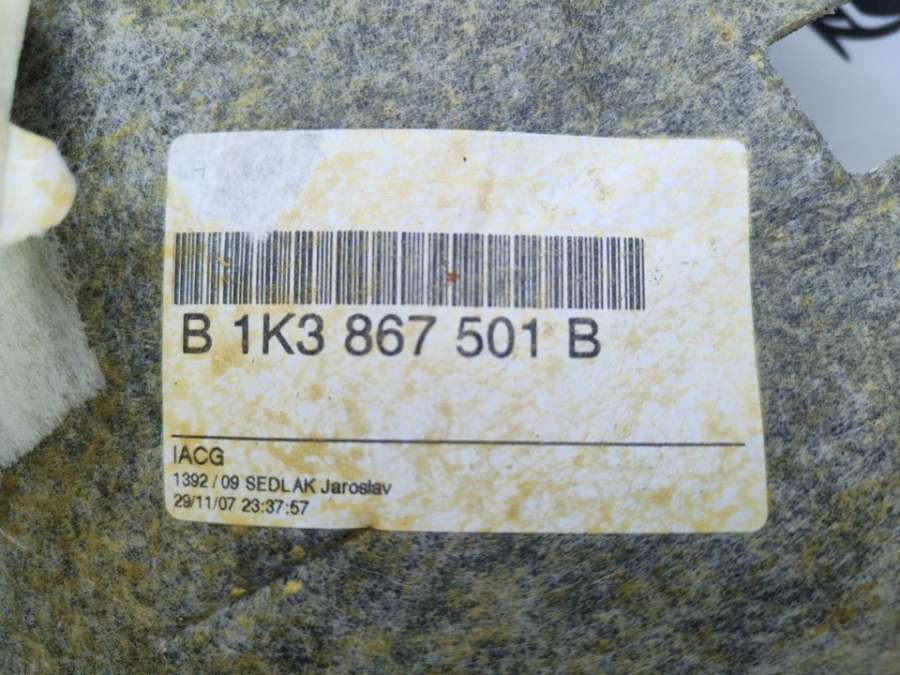 B 1K3 867 501 B
IACG
1392 / 09 SEDLAK Jaroslav
29/11/07 23:37:57